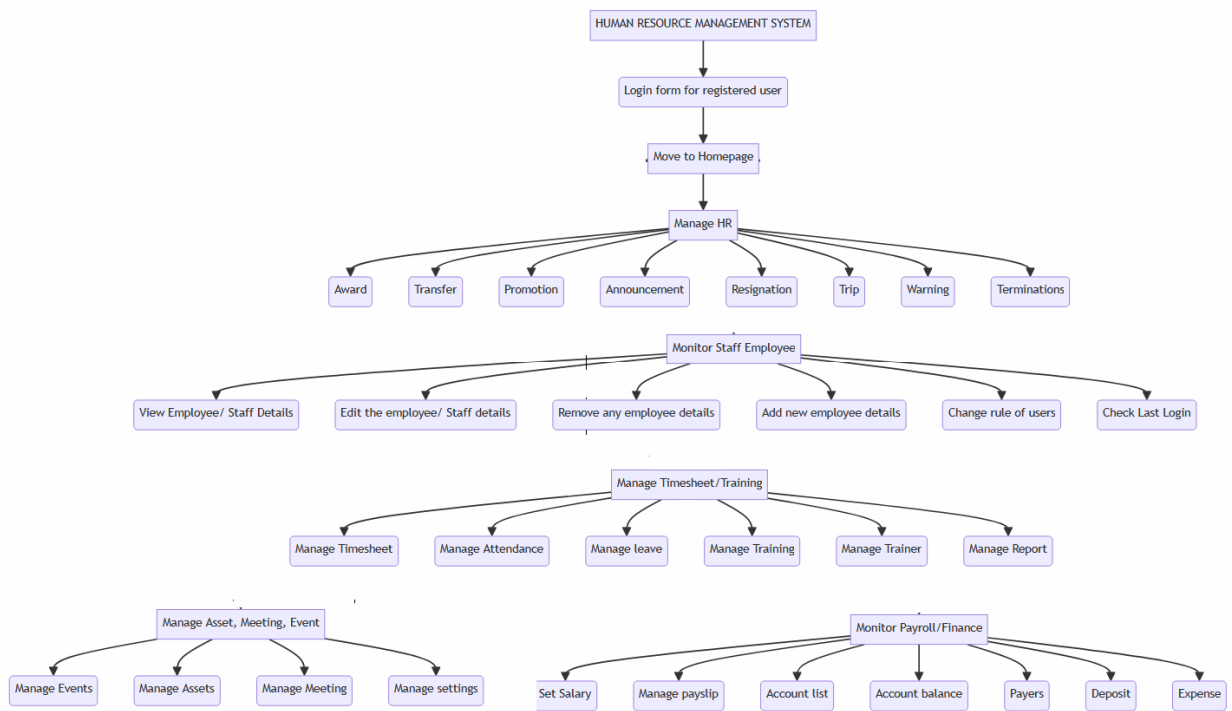 HUMAN RESOURCE MANAGEMENT SYSTEM
Login form for registered user
Move to Homepage
Manage HR
Award
Transfer
Promotion
Announcement
Resignation
Trip
Warning
Terminations
Monitor Staff Employee
View Employee/ Staff Details
Edit the employee/ Staff details
Remove any employee details
Add new employee details
Change rule of users
Check Last Login
Manage Timesheet/Training
Manage Timesheet
Manage Attendance
Manage leave
Manage Training
Manage Trainer
Manage Report
Manage Asset, Meeting, Event
Manage Events
Manage Assets
Manage Meeting
Manage settings
Monitor Payroll/Finance
Set Salary
Manage payslip
Account list
Account balance
Payers
Deposit
Expense